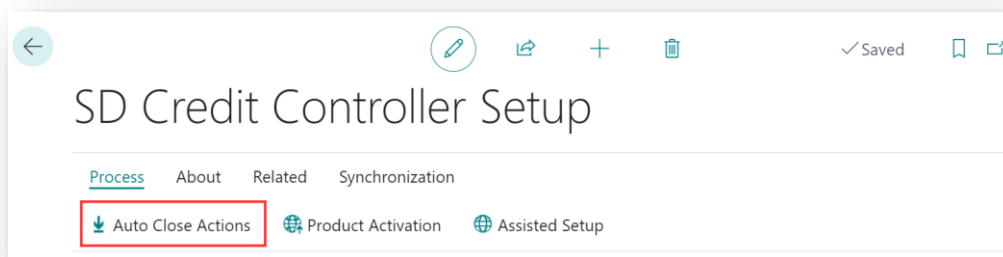 Saved
SD Credit Controller Setup
Process About Related Synchronization
Auto Close Actions Product Activation Assisted Setup